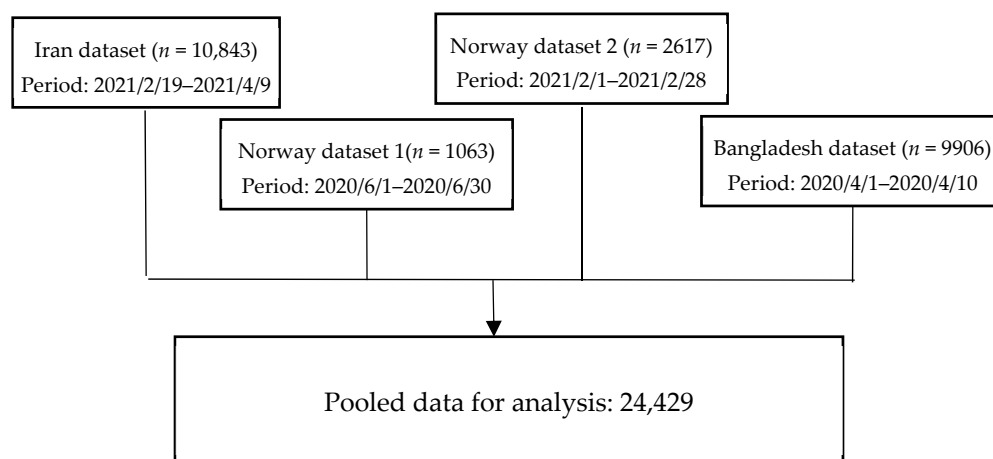 Iran dataset (n = 10,843)
Period: 2021/2/19–2021/4/9
Norway dataset 1(n = 1063)
Period: 2020/6/1–2020/6/30
Norway dataset 2 (n = 2617)
Period: 2021/2/1–2021/2/28
Bangladesh dataset (n = 9906)
Period: 2020/4/1–2020/4/10
Pooled data for analysis: 24,429